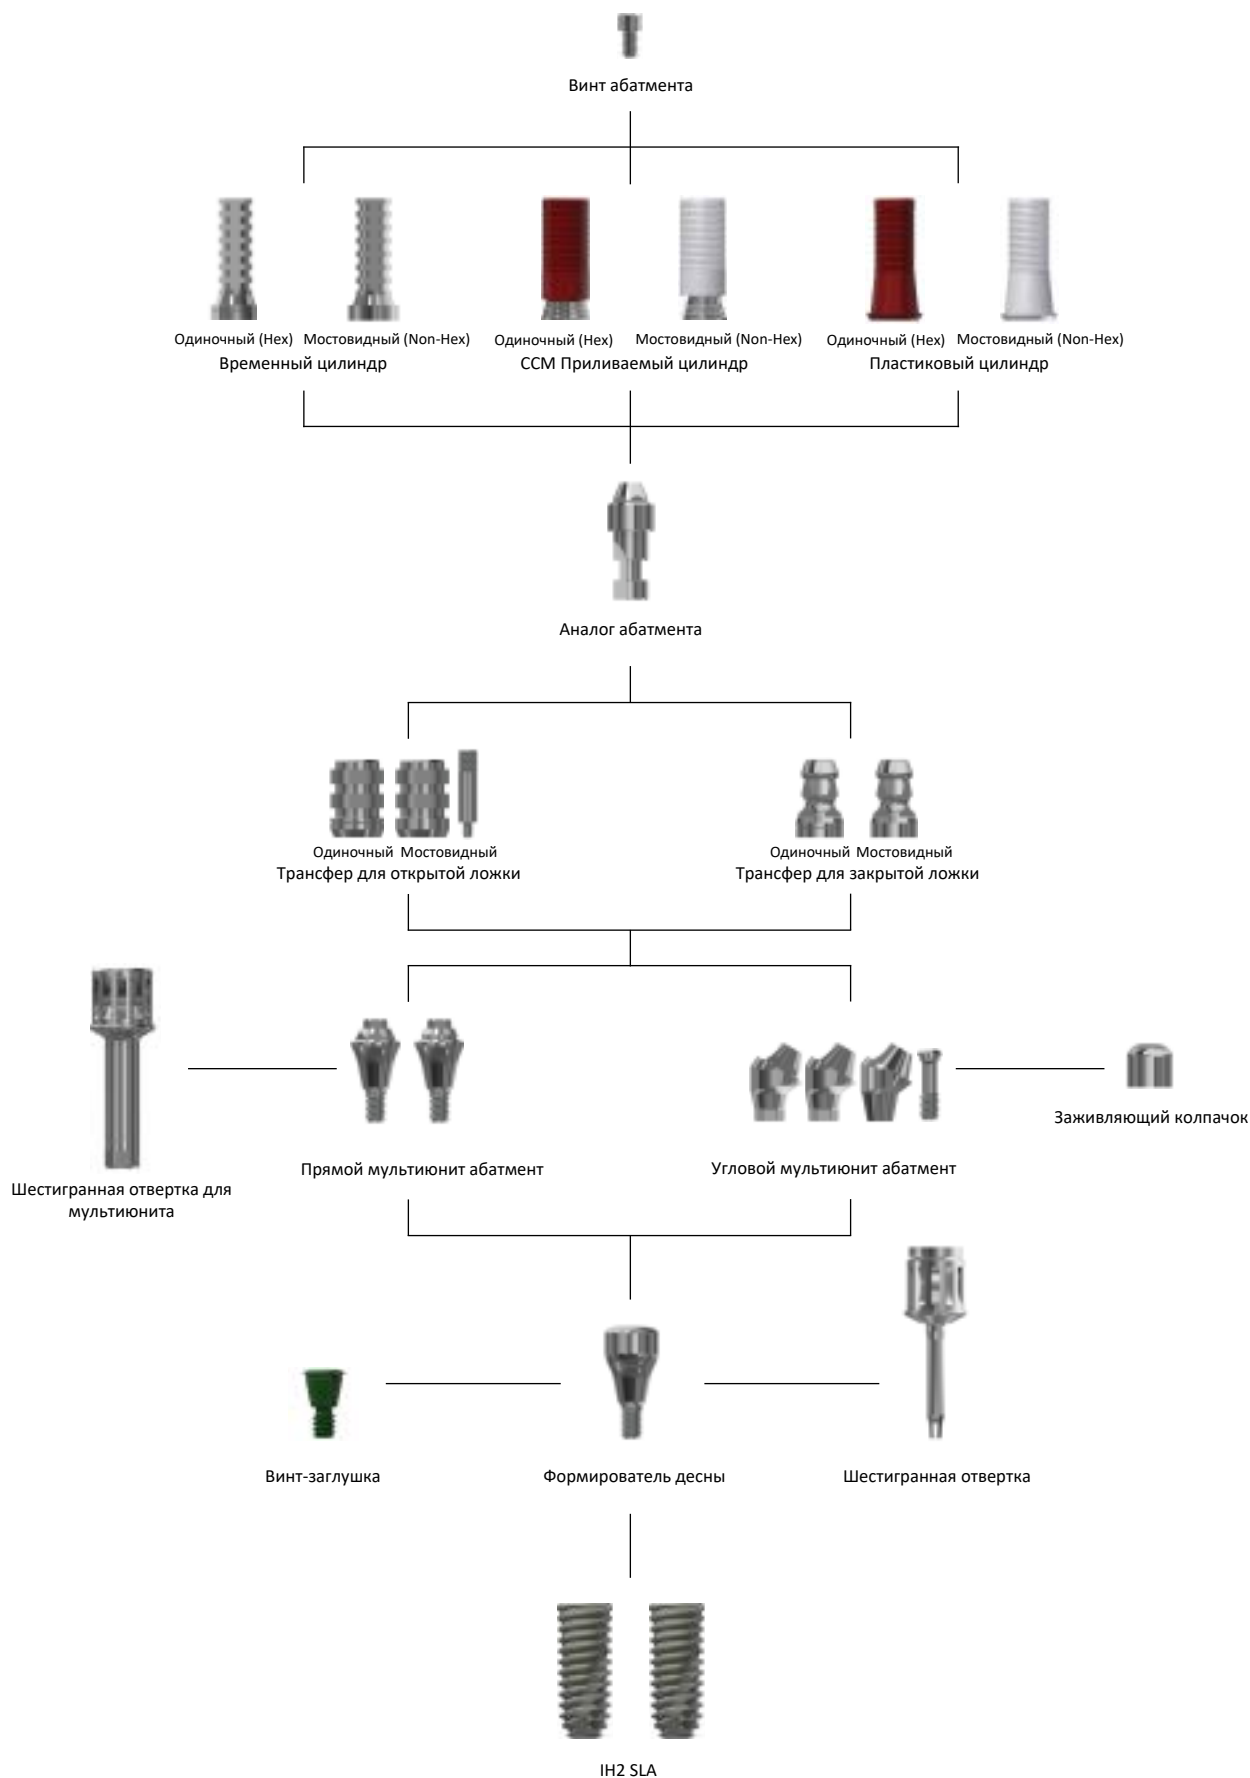 Винт абатмента
Одиночный (Hex) Мостовидный (Non-Hex) Одиночный (Hex) Мостовидный (Non-Hex) Одиночный (Hex) Мостовидный (Non-Hex)
Временный цилиндр ССМ Приливаемый цилиндр Пластиковый цилиндр
Аналог абатмента
Одиночный Мостовидный Одиночный Мостовидный
Трансфер для открытой ложки Трансфер для закрытой ложки
Заживляющий колпачок
Прямой мультиюнит абатмент Угловой мультиюнит абатмент
Шестигранная отвертка для
мультиюнита
Винт-заглушка Формирователь десны Шестигранная отвертка
IH2 SLA